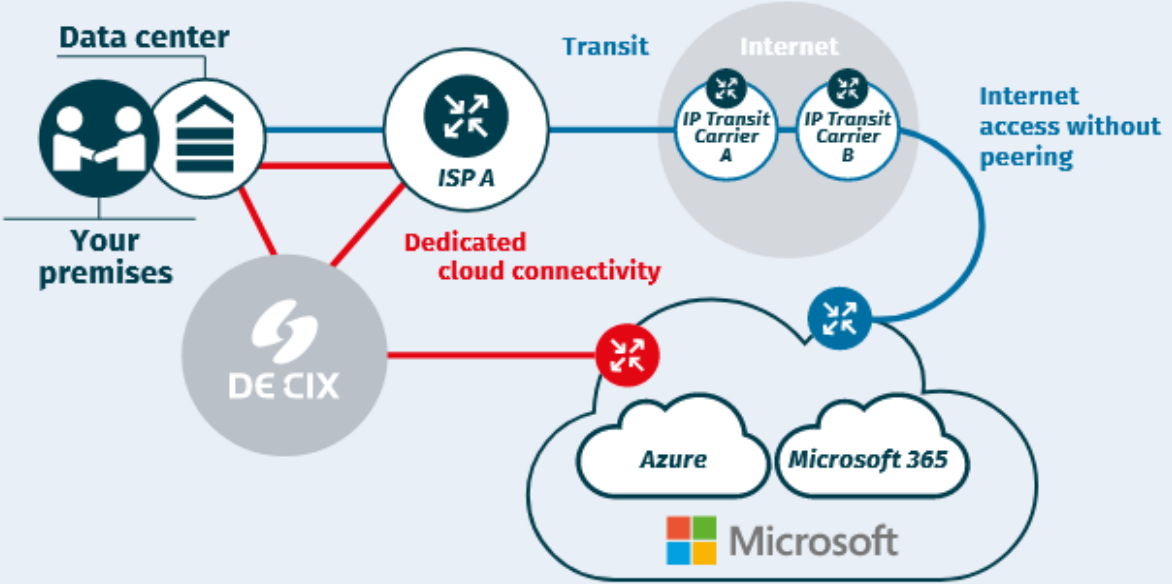 Data center
Transit
Internet
IP Transit
Carrier
A
IP Transit
Carrier
B
Internet
access without
peering
ISP A
Your
premises
Dedicated
cloud connectivity
DE CIX
Azure
Microsoft 365
Microsoft